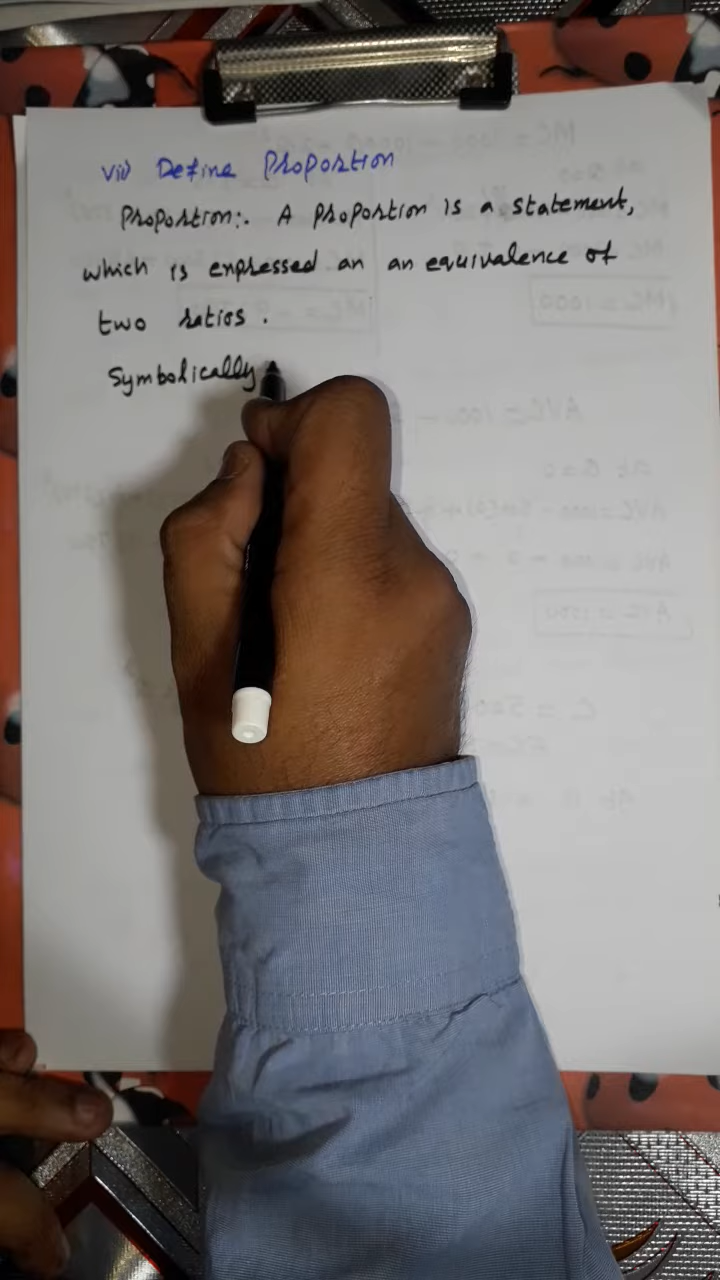 vii) Define Proportion
Proportion:. A proportion is a statement,
which is expressed an an equivalence of
two ratios.
Symbolically